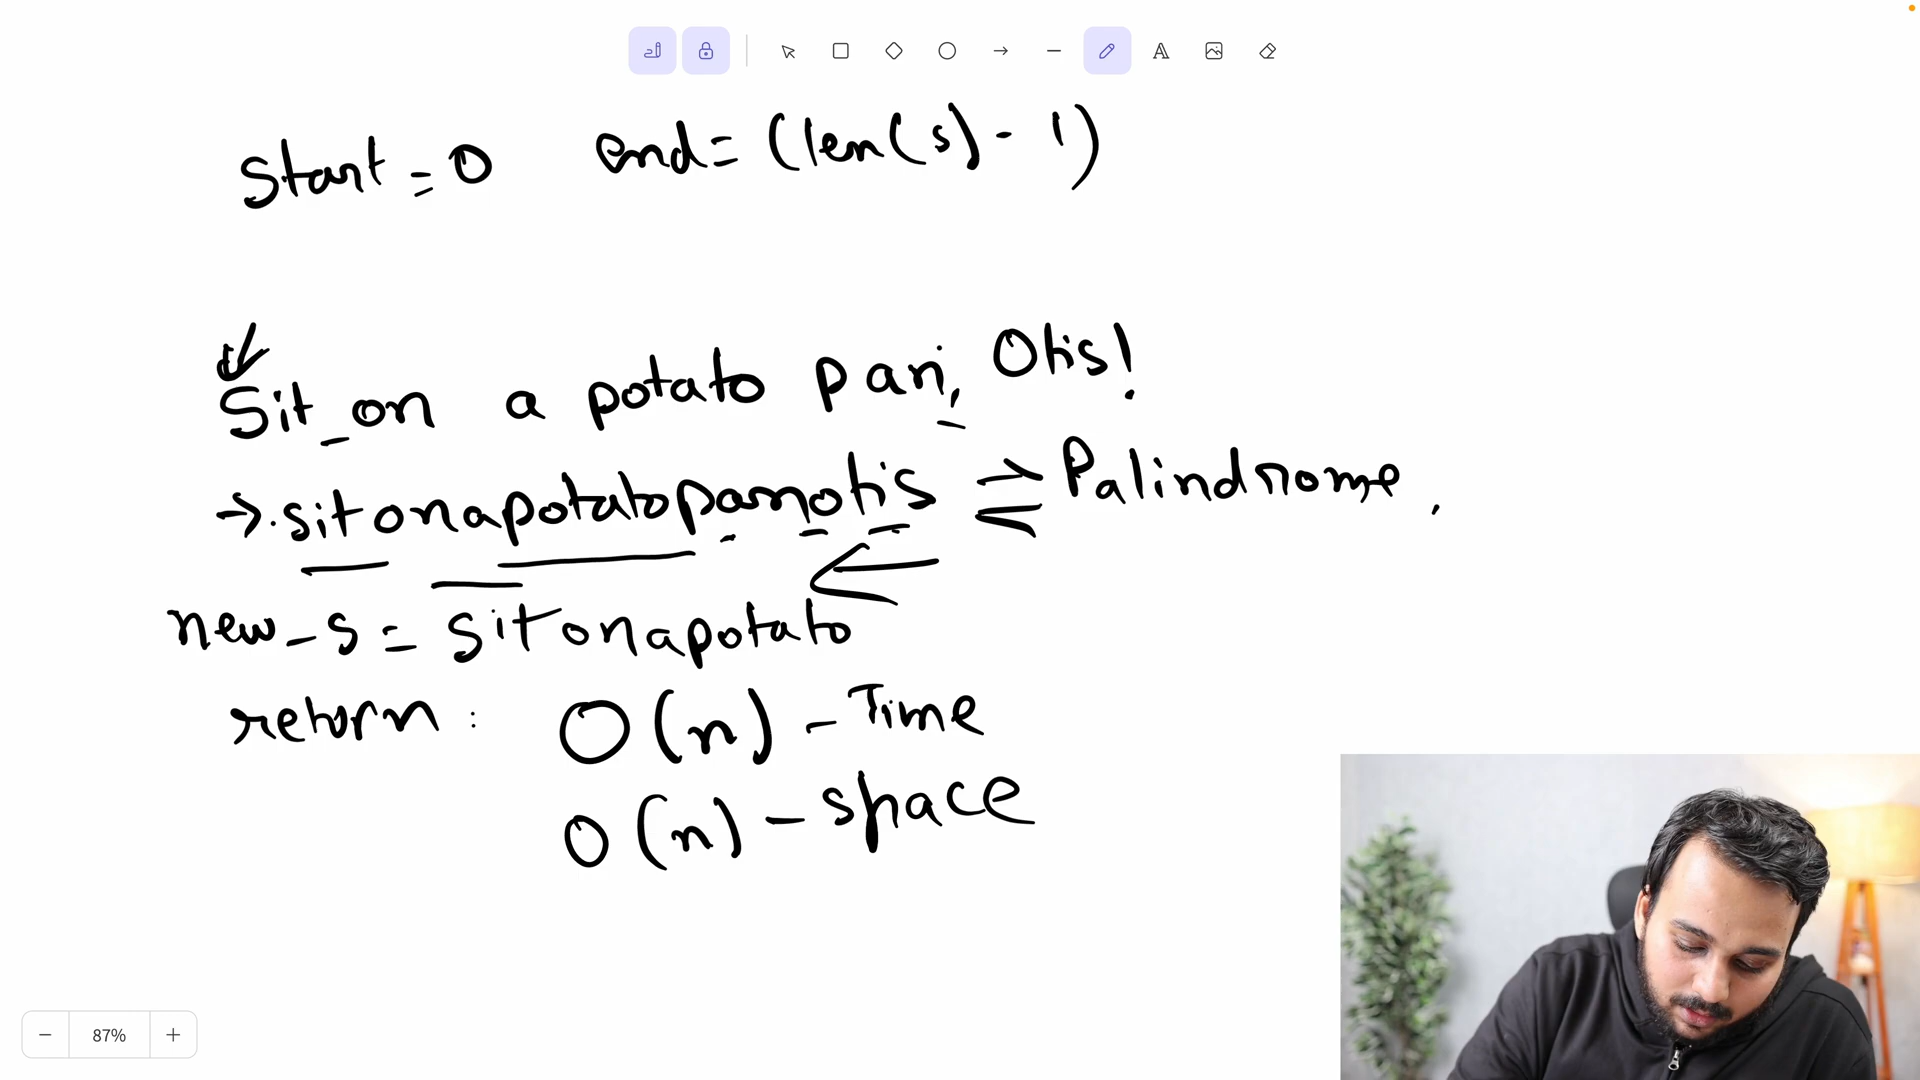 start = 0 end = (len(s) - 1)
Sit_on a potato pan, Otis!
→ sitonapotatopanotis ⇒ Palindrome.
new_s = sitonapotato
return : O(n) - Time
O(n) - space
87%